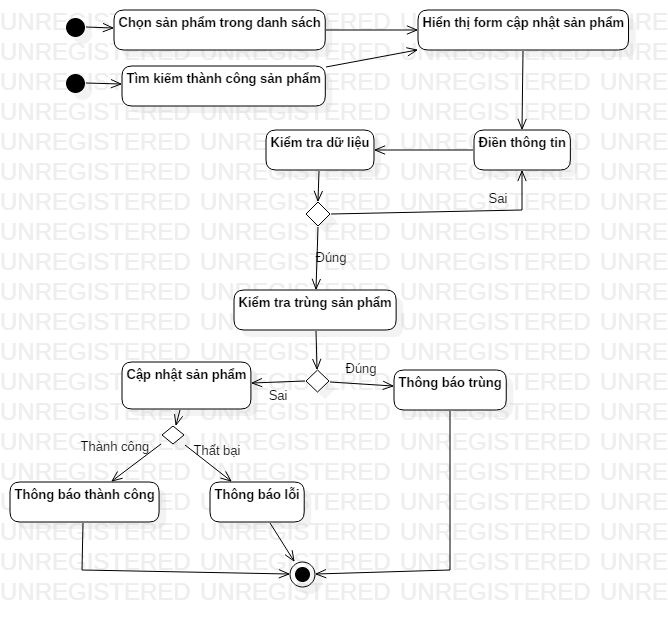 Chọn sản phẩm trong danh sách
Hiển thị form cập nhật sản phẩm
Tìm kiếm thành công sản phẩm
Kiểm tra dữ liệu
Điền thông tin
Sai
Đúng
Kiểm tra trùng sản phẩm
Đúng
Cập nhật sản phẩm
Thông báo trùng
Sai
Thành công
Thất bại
Thông báo thành công
Thông báo lỗi
UNREGISTERED